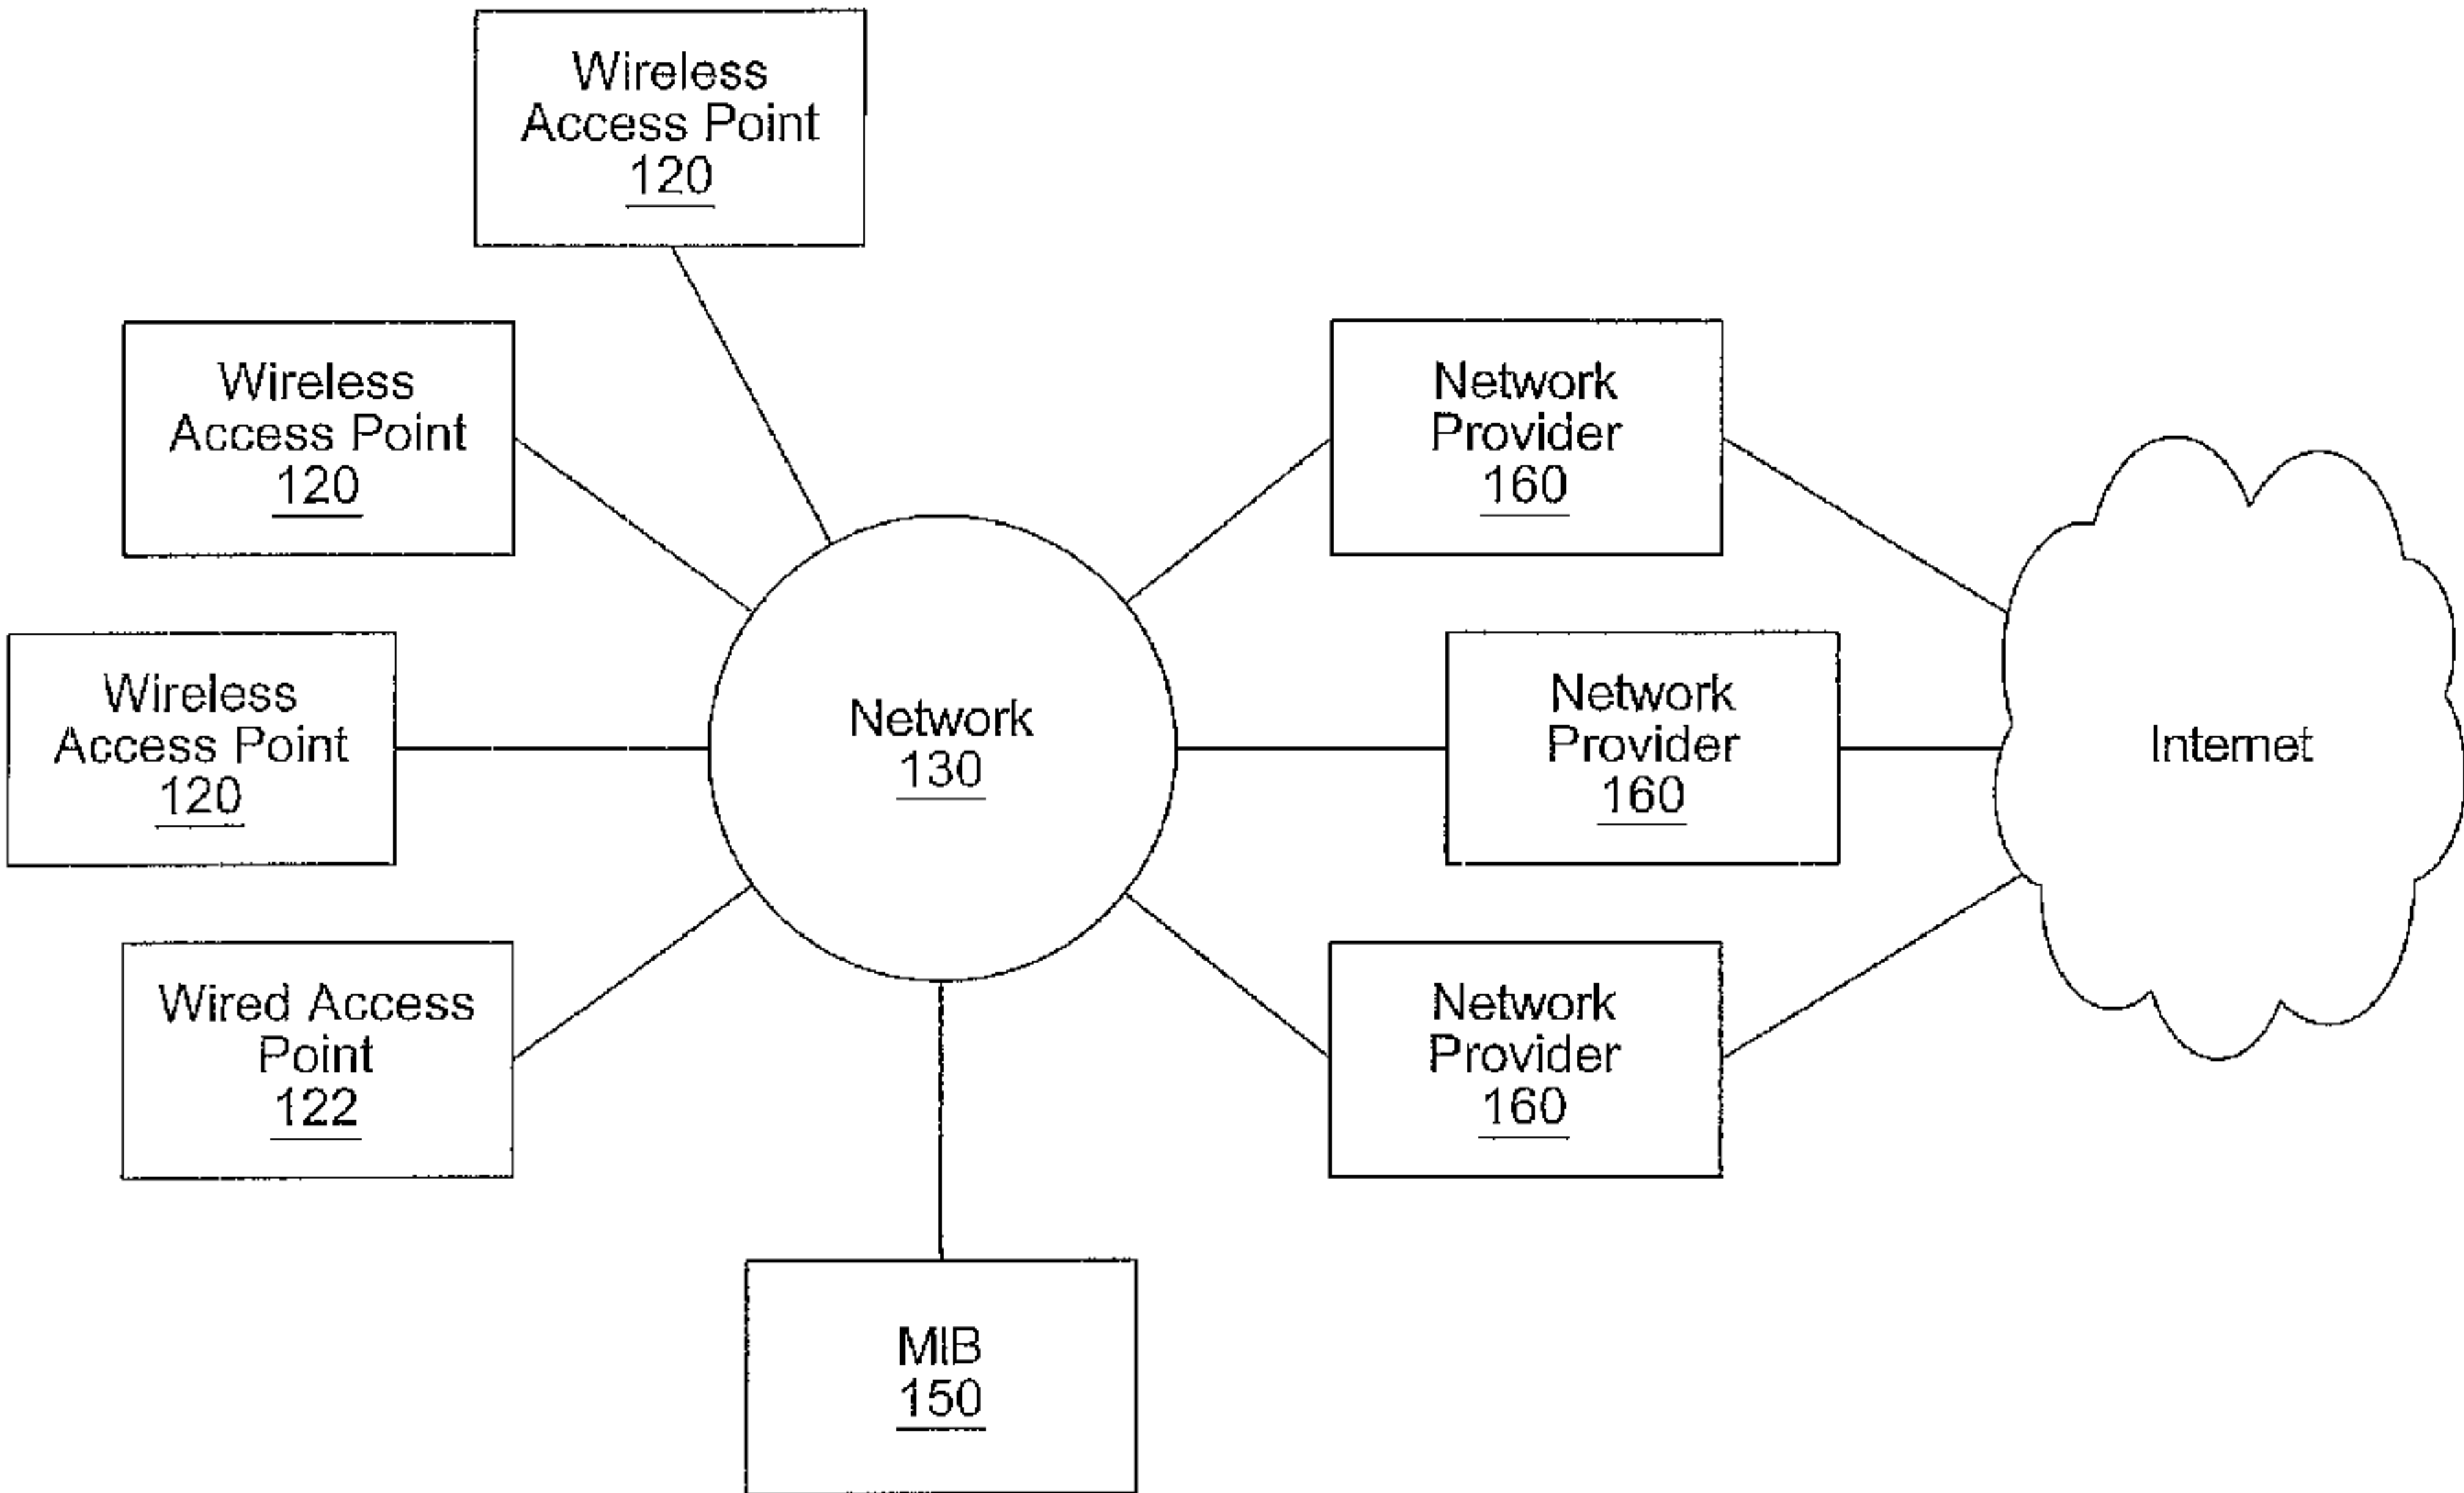 Wireless
Access Point
120
Wireless
Access Point
120
Network
Provider
160
Wireless
Access Point
120
Network
130
Network
Provider
160
Internet
Wired Access
Point
122
Network
Provider
160
MIB
150